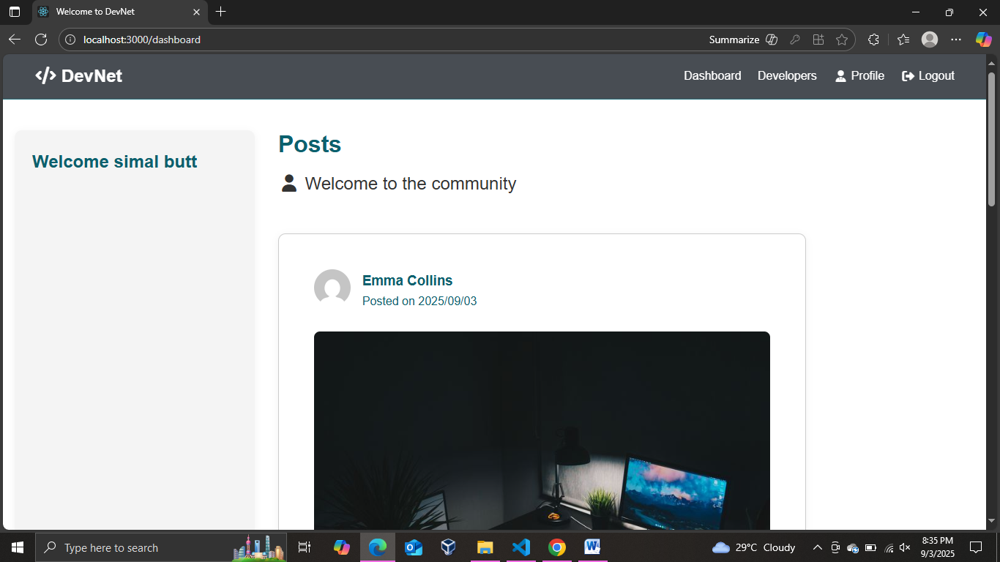 Welcome to DevNet
localhost:3000/dashboard
Summarize
</> DevNet
Dashboard
Developers
Profile
Logout
Welcome simal butt
Posts
Welcome to the community
Emma Collins
Posted on 2025/09/03
Type here to search
29°C Cloudy
8:35 PM
9/3/2025